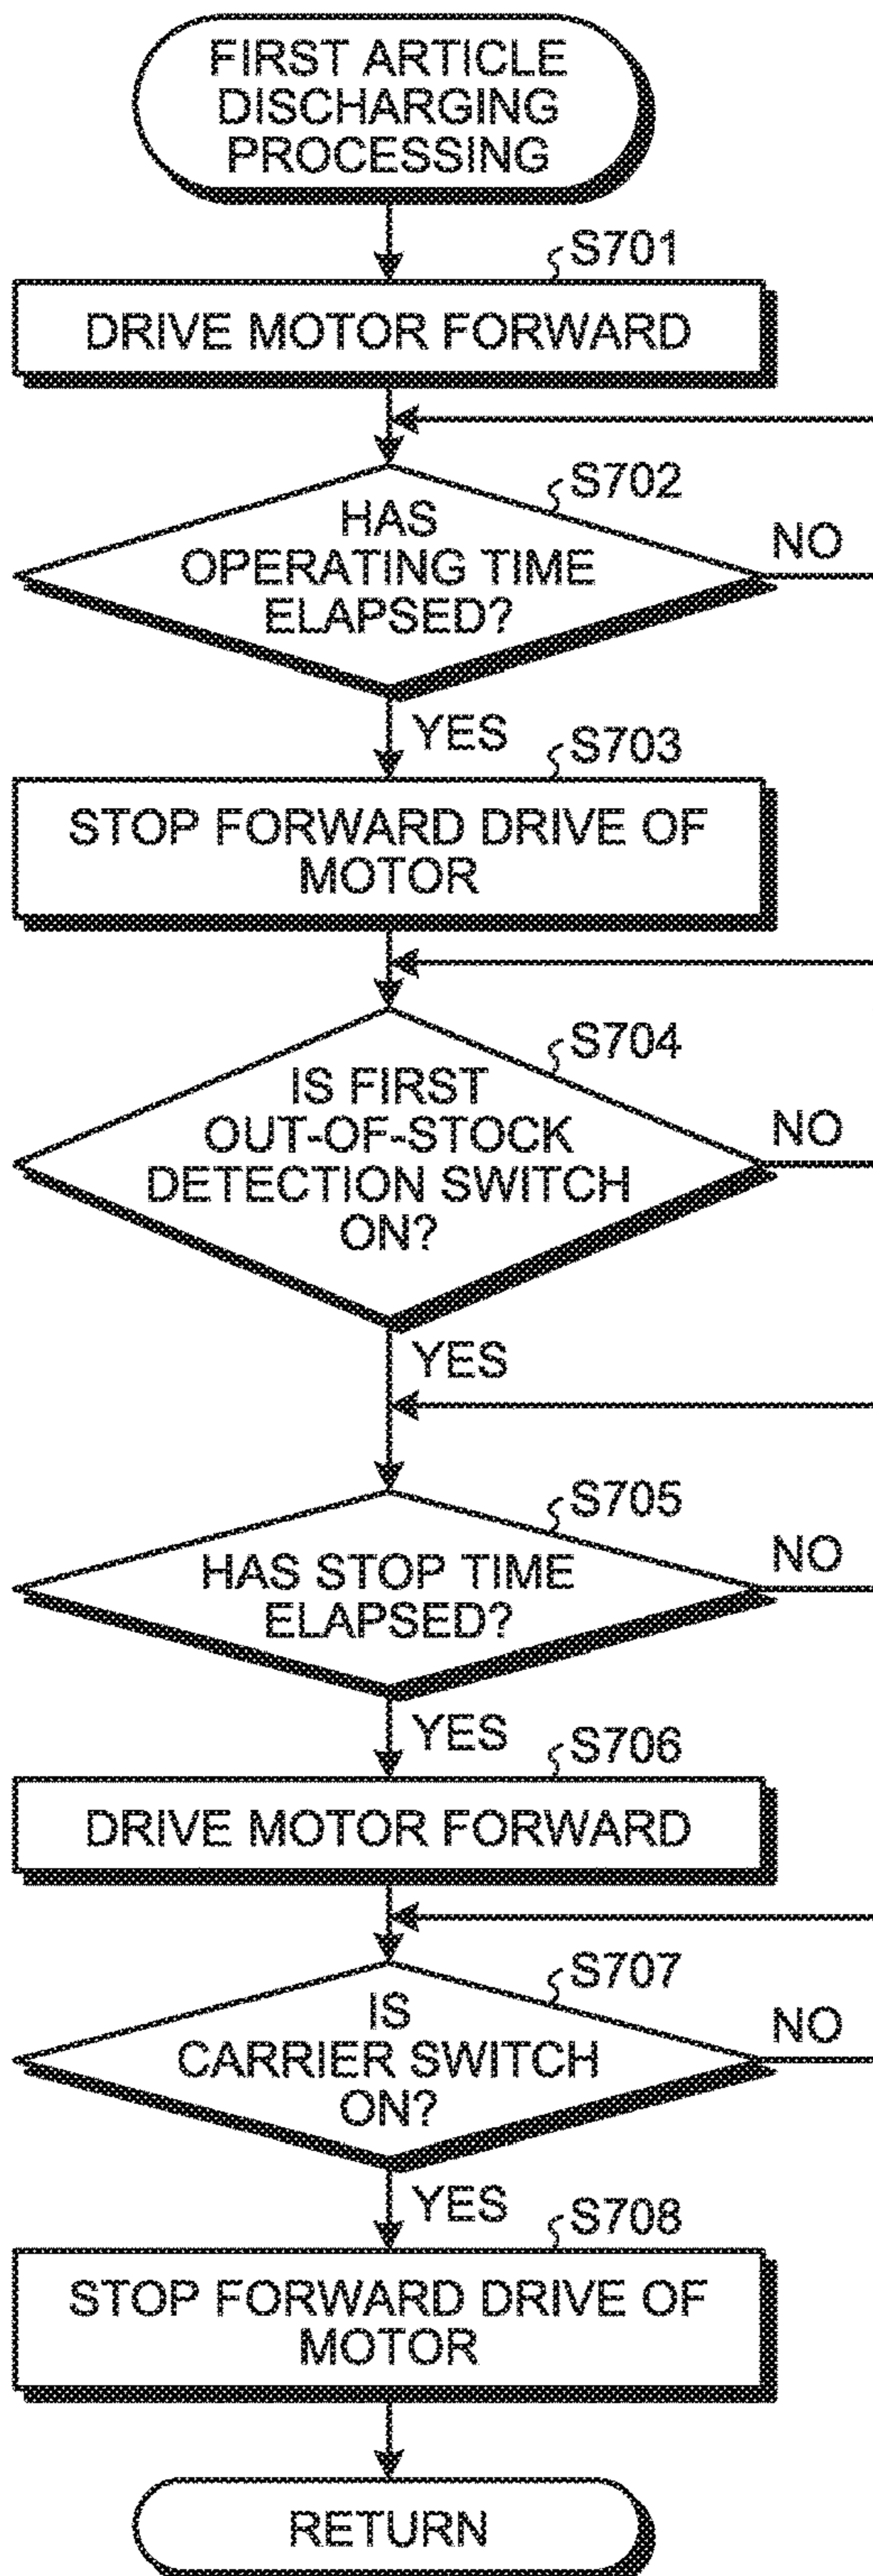 FIRST ARTICLE
DISCHARGING
PROCESSING
S701
DRIVE MOTOR FORWARD
S702
HAS
OPERATING TIME
ELAPSED?
NO
YES
S703
STOP FORWARD DRIVE OF
MOTOR
S704
IS FIRST
OUT-OF-STOCK
DETECTION SWITCH
ON?
NO
YES
S705
HAS STOP TIME
ELAPSED?
NO
YES
S706
DRIVE MOTOR FORWARD
S707
IS
CARRIER SWITCH
ON?
NO
YES
S708
STOP FORWARD DRIVE OF
MOTOR
RETURN